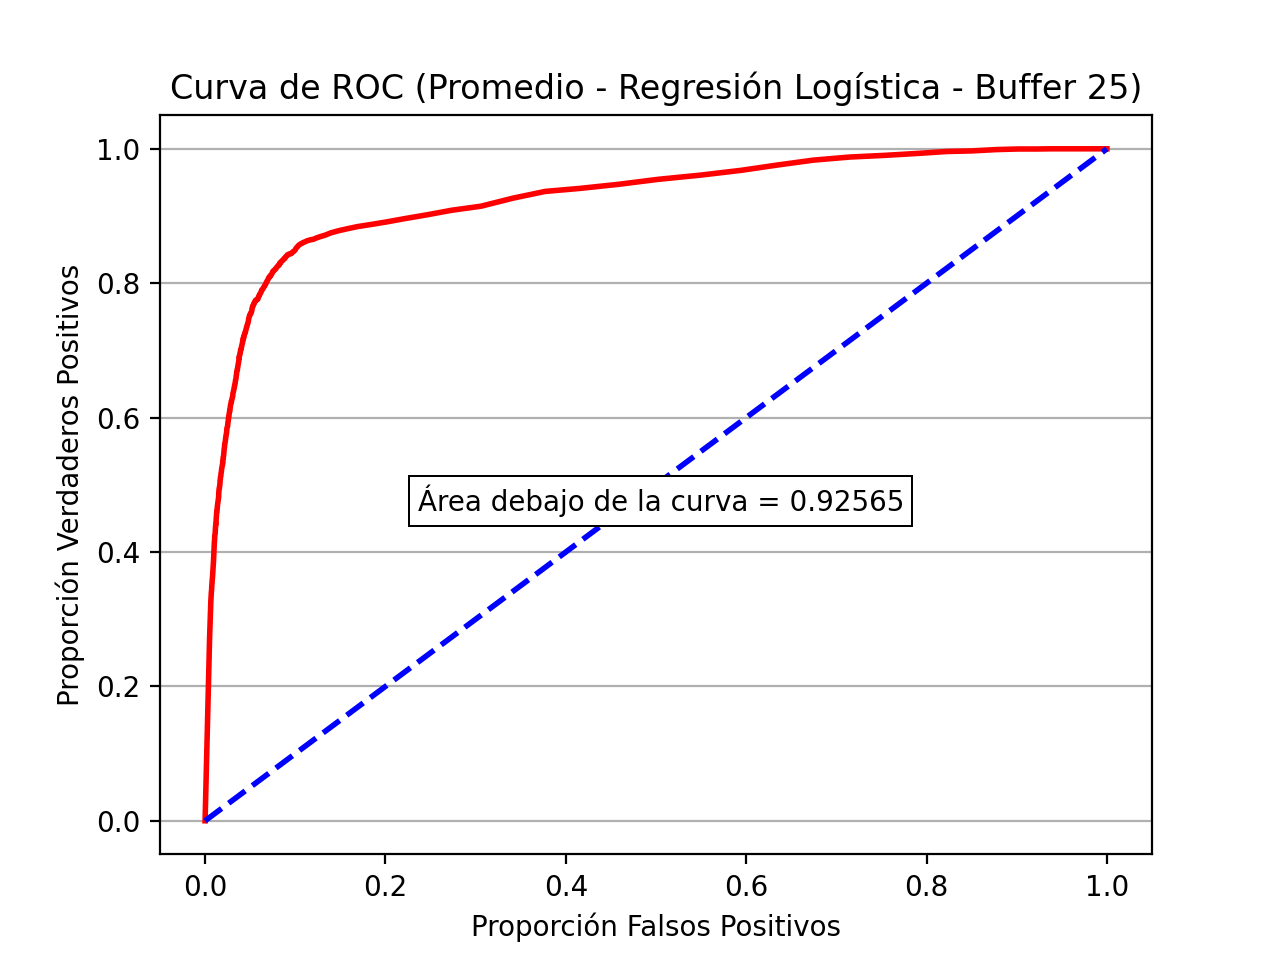 Curva de ROC (Promedio - Regresión Logística - Buffer 25)
1.0
0.8
0.6
0.4
0.2
0.0
Proporción Verdaderos Positivos
Área debajo de la curva = 0.92565
0.0 0.2 0.4 0.6 0.8 1.0
Proporción Falsos Positivos